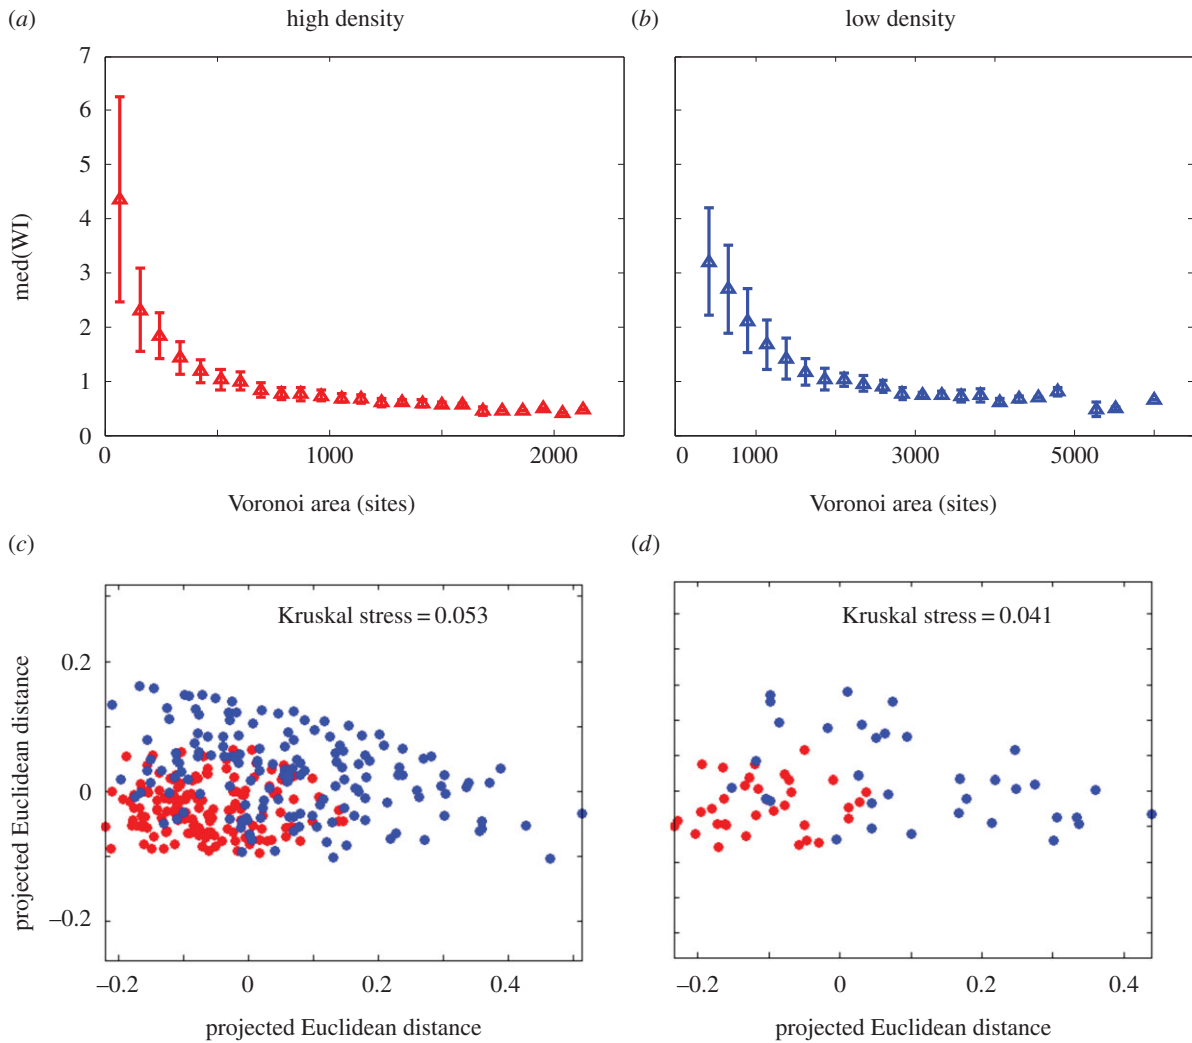 (a) high density
(b) low density
7
6
5
4
3
2
1
0
med(WI)
0 1000 2000
Voronoi area (sites)
0 1000 3000 5000
Voronoi area (sites)
(c)
Kruskal stress = 0.053
0.2
0
–0.2
projected Euclidean distance
–0.2 0 0.2 0.4
projected Euclidean distance
(d)
Kruskal stress = 0.041
–0.2 0 0.2 0.4
projected Euclidean distance